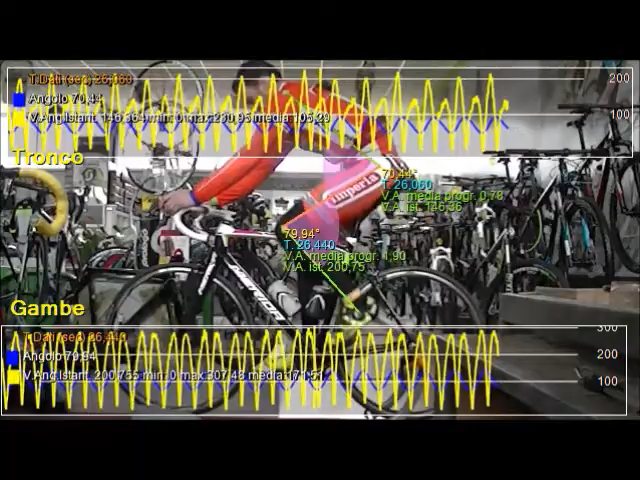 T.Dati (sec) 26,060
200
Angolo 70,44
100
V.Ang.Istant. 146,364 min: 0 max:230,95 media 105,29
Tronco
70,44°
T. 26,060
V.A. media progr. 0,78
V.A. ist. 146,36
imperia
79,94°
T. 26,440
V.A. media progr. 1,90
V.A. ist. 200,75
MERIDA
Gambe
300
T.Dati (sec) 26,440
200
Angolo 79,94
V.Ang.Istant. 200,755 min: 0 max:307,48 media 171,51
100